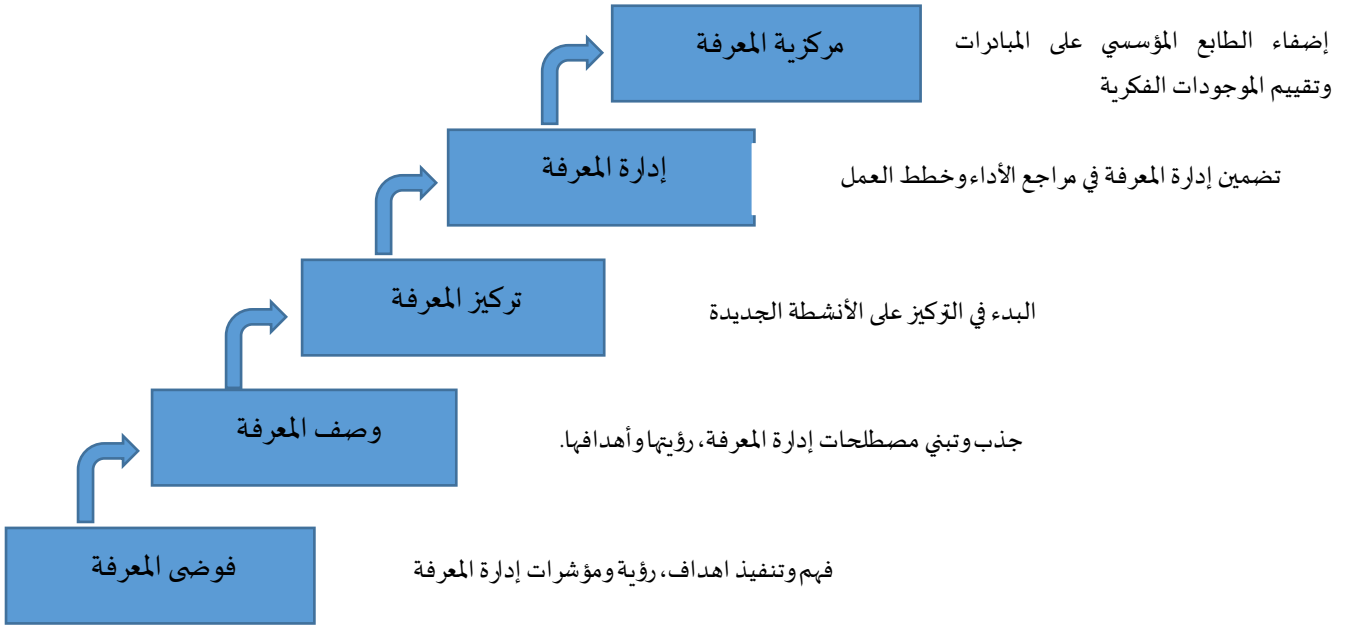 مركزية المعرفة
إضفاء الطابع المؤسسي على المبادرات
وتقييم الموجودات الفكرية
إدارة المعرفة
تضمين إدارة المعرفة في مراجع الأداء وخطط العمل
تركيز المعرفة
البدء في التركيز على الأنشطة الجديدة
وصف المعرفة
جذب وتبني مصطلحات إدارة المعرفة، رؤيتها وأهدافها.
فوضى المعرفة
فهم وتنفيذ اهداف، رؤية ومؤشرات إدارة المعرفة